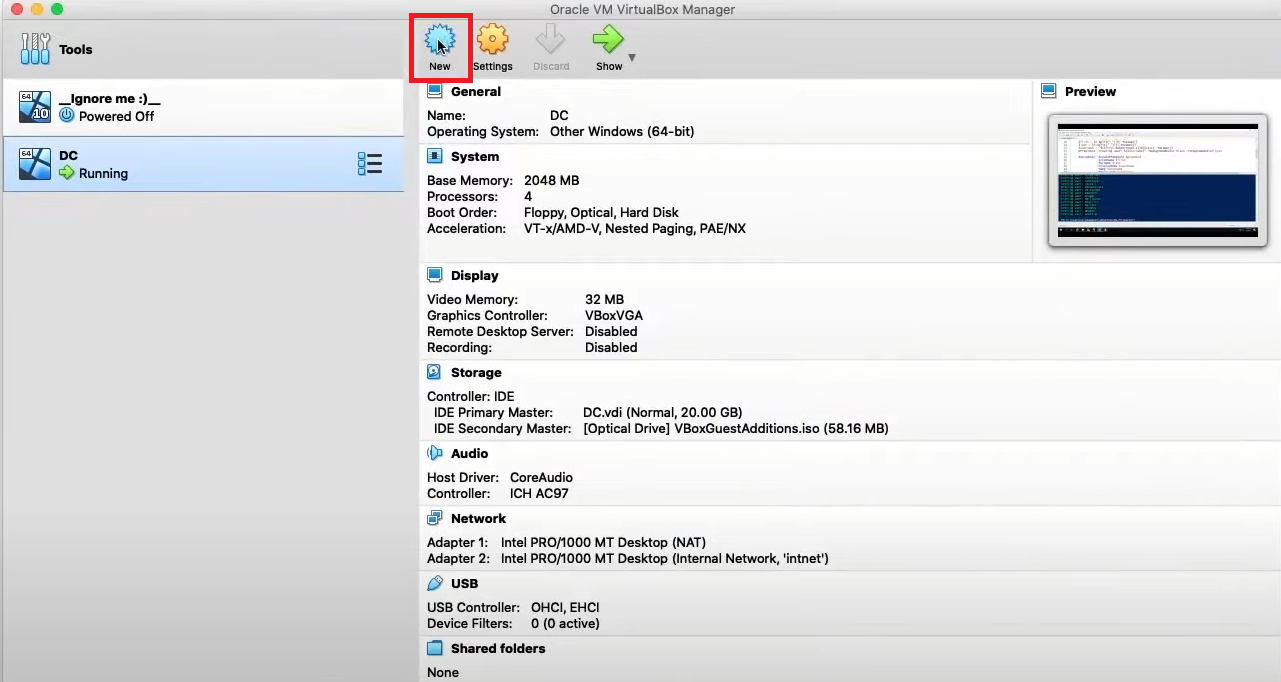 Oracle VM VirtualBox Manager
Tools
New
Settings
Discard
Show
64
10
__Ignore me :)__
Powered Off
64
DC
Running
General
Name: DC
Operating System: Other Windows (64-bit)
System
Base Memory: 2048 MB
Processors: 4
Boot Order: Floppy, Optical, Hard Disk
Acceleration: VT-x/AMD-V, Nested Paging, PAE/NX
Preview
Display
Video Memory: 32 MB
Graphics Controller: VBoxVGA
Remote Desktop Server: Disabled
Recording: Disabled
Storage
Controller: IDE
IDE Primary Master: DC.vdi (Normal, 20.00 GB)
IDE Secondary Master: [Optical Drive] VBoxGuestAdditions.iso (58.16 MB)
Audio
Host Driver: CoreAudio
Controller: ICH AC97
Network
Adapter 1: Intel PRO/1000 MT Desktop (NAT)
Adapter 2: Intel PRO/1000 MT Desktop (Internal Network, 'intnet')
USB
USB Controller: OHCI, EHCI
Device Filters: 0 (0 active)
Shared folders
None